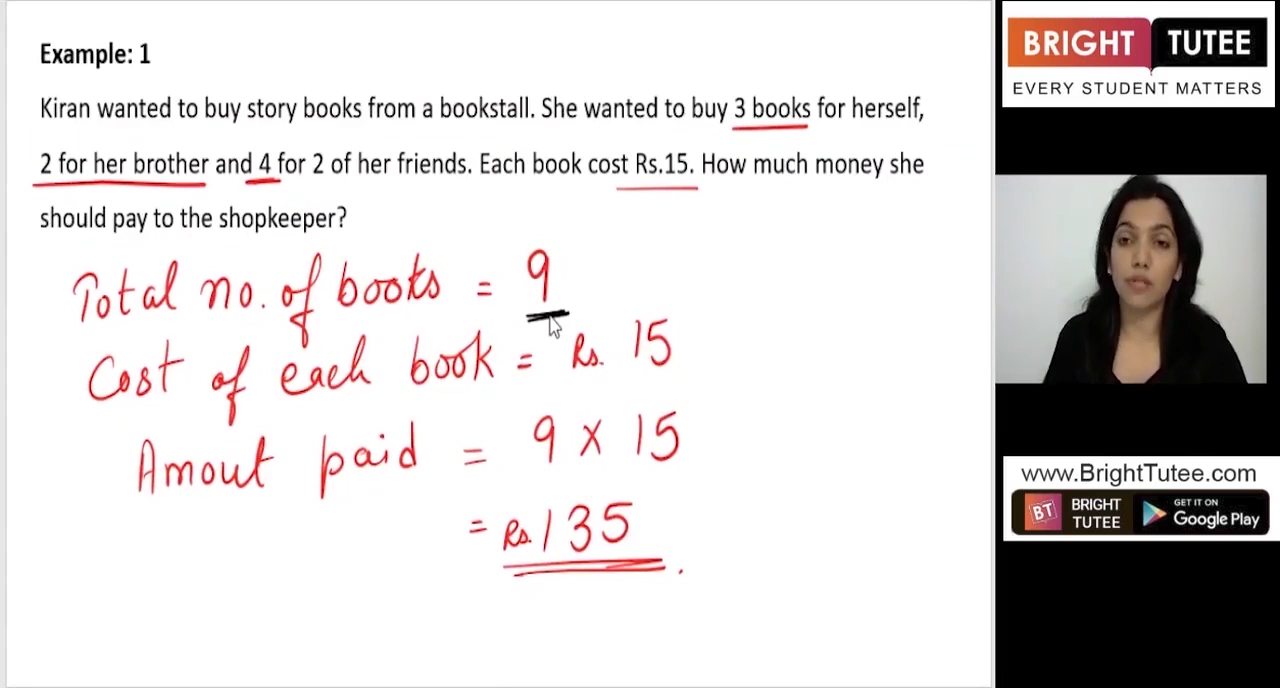 Example: 1
Kiran wanted to buy story books from a bookstall. She wanted to buy 3 books for herself,
2 for her brother and 4 for 2 of her friends. Each book cost Rs.15. How much money she
should pay to the shopkeeper?
Total no. of books = 9
Cost of each book = Rs. 15
Amout paid = 9 x 15
= Rs. 135
BRIGHT TUTEE
EVERY STUDENT MATTERS
www.BrightTutee.com
BT
BRIGHT
TUTEE
GET IT ON
Google Play